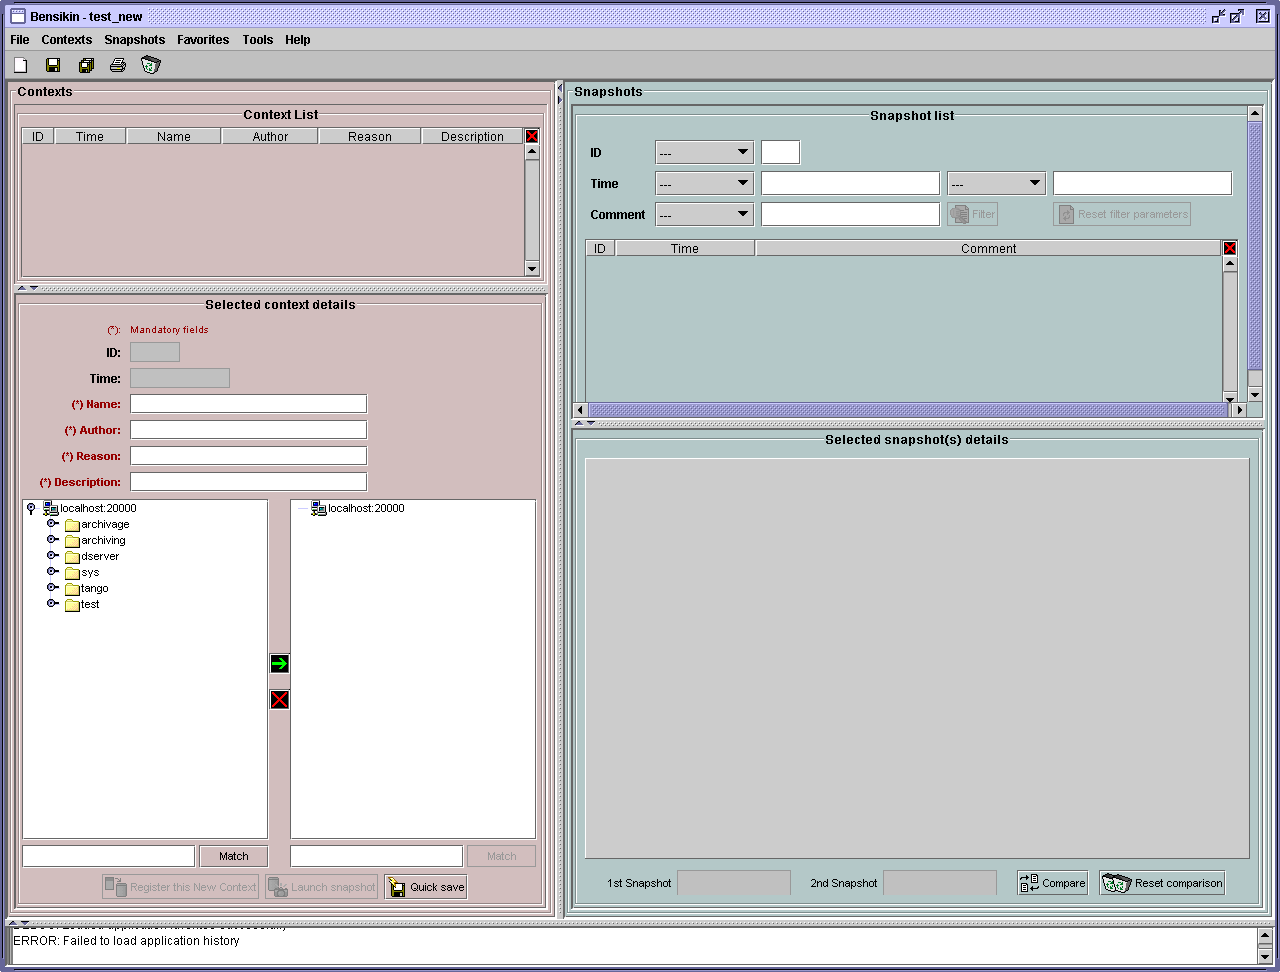 Bensikin - test_new
File Contexts Snapshots Favorites Tools Help
Contexts
Context List
ID Time Name Author Reason Description
Selected context details
(*): Mandatory fields
ID:
Time:
(*) Name:
(*) Author:
(*) Reason:
(*) Description:
localhost:20000
archivage
archiving
dserver
sys
tango
test
localhost:20000
Match
Match
Register this New Context
Launch snapshot
Quick save
Snapshots
Snapshot list
ID ---
Time --- ---
Comment --- Filter Reset filter parameters
ID Time Comment
Selected snapshot(s) details
1st Snapshot 2nd Snapshot Compare Reset comparison
ERROR: Failed to load application history